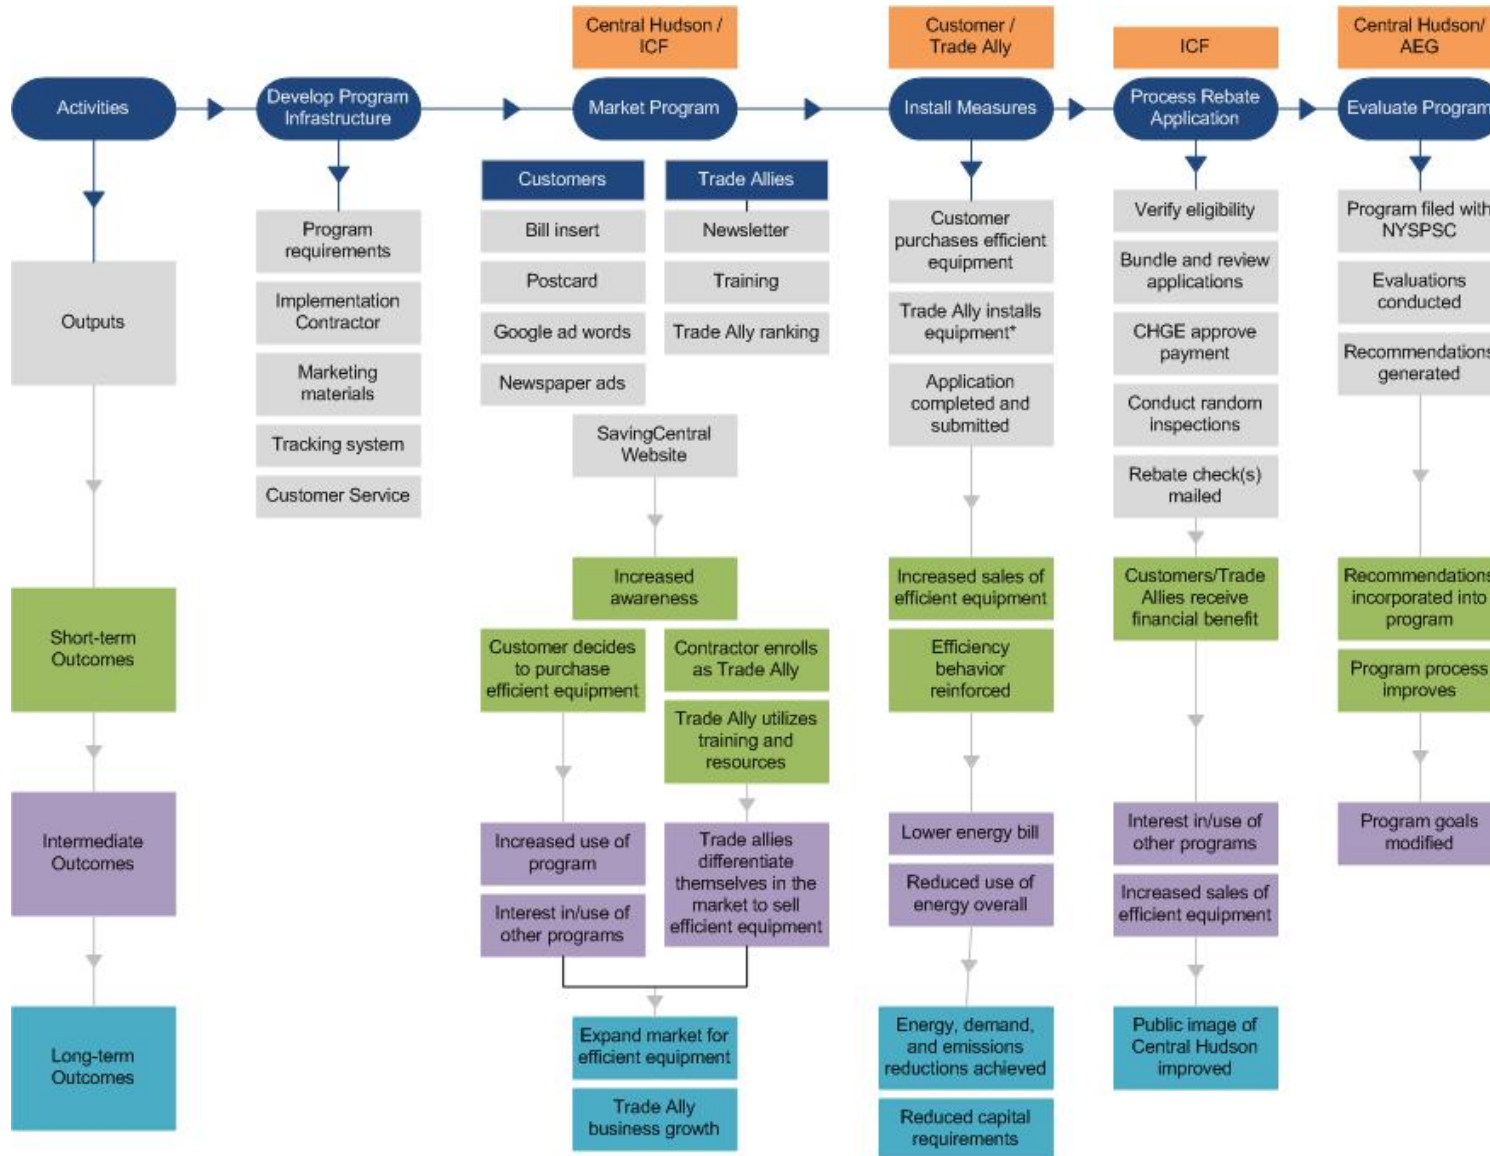 Central Hudson /
ICF
Customer /
Trade Ally
ICF
Central Hudson/
AEG
Activities
Develop Program
Infrastructure
Market Program
Install Measures
Process Rebate
Application
Evaluate Program
Outputs
Program
requirements
Implementation
Contractor
Marketing
materials
Tracking system
Customer Service
Customers
Bill insert
Postcard
Google ad words
Newspaper ads
Trade Allies
Newsletter
Training
Trade Ally ranking
SavingCentral
Website
Customer
purchases efficient
equipment
Trade Ally installs
equipment*
Application
completed and
submitted
Verify eligibility
Bundle and review
applications
CHGE approve
payment
Conduct random
inspections
Rebate check(s)
mailed
Program filed with
NYSPSC
Evaluations
conducted
Recommendations
generated
Short-term
Outcomes
Increased
awareness
Customer decides
to purchase
efficient equipment
Contractor enrolls
as Trade Ally
Trade Ally utilizes
training and
resources
Increased sales of
efficient equipment
Efficiency
behavior
reinforced
Customers/Trade
Allies receive
financial benefit
Recommendations
incorporated into
program
Program process
improves
Intermediate
Outcomes
Increased use of
program
Interest in/use of
other programs
Trade allies
differentiate
themselves in the
market to sell
efficient equipment
Lower energy bill
Reduced use of
energy overall
Interest in/use of
other programs
Increased sales of
efficient equipment
Program goals
modified
Long-term
Outcomes
Expand market for
efficient equipment
Trade Ally
business growth
Energy, demand,
and emissions
reductions achieved
Reduced capital
requirements
Public image of
Central Hudson
improved